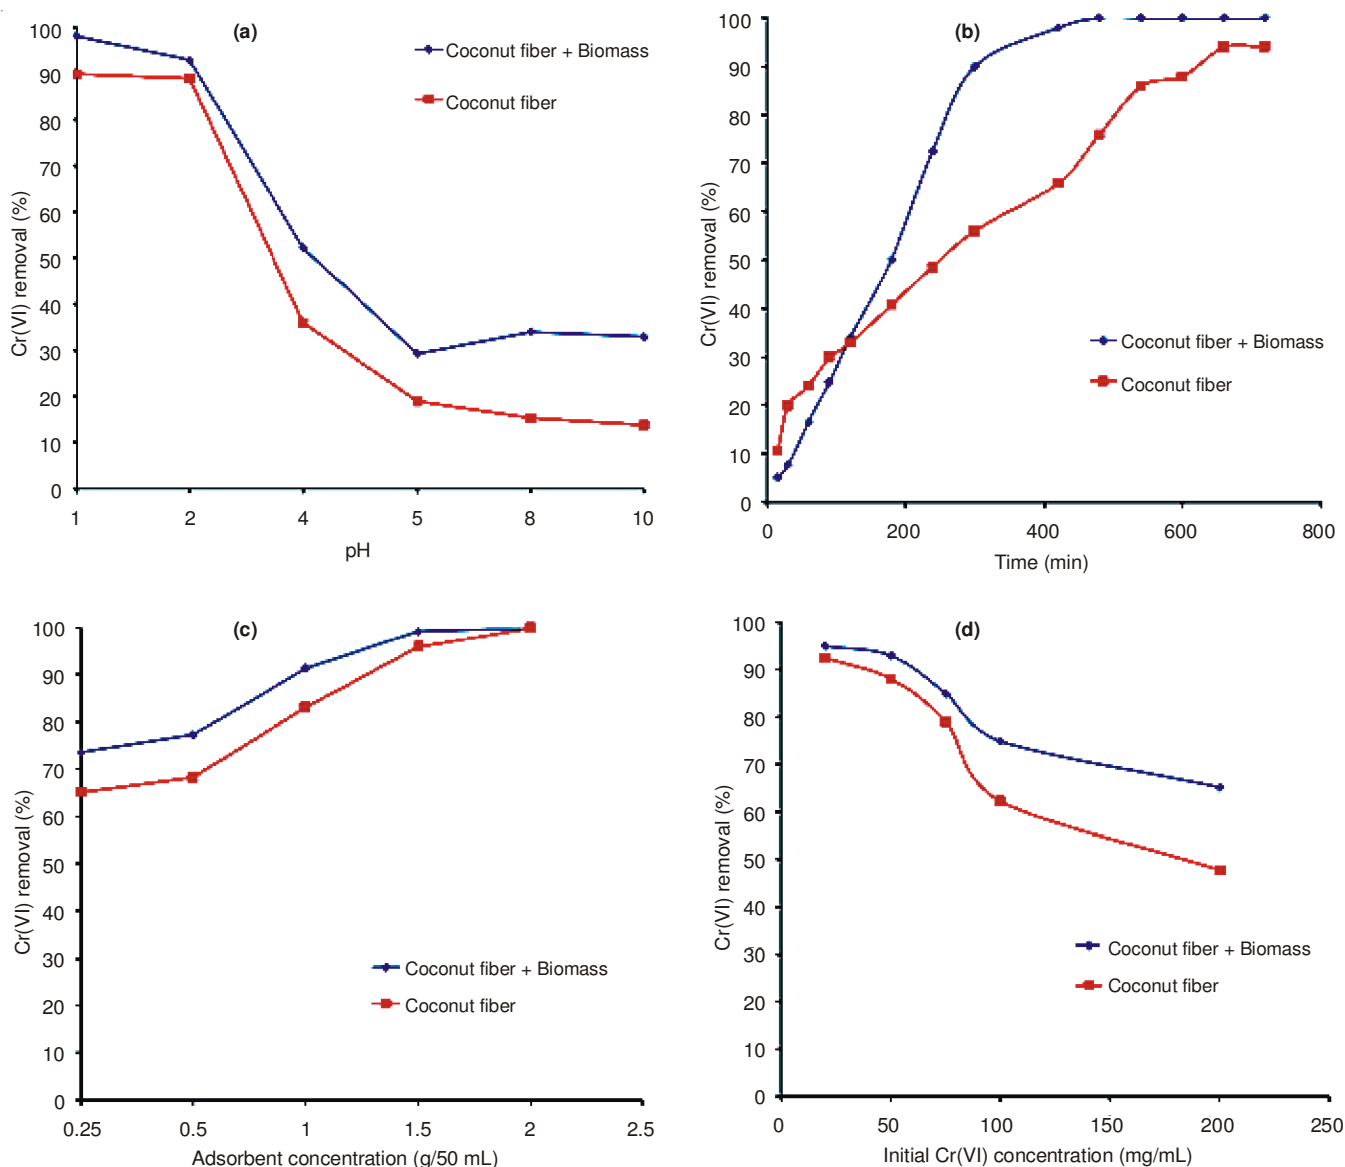 (a)
100
90
80
70
60
50
40
30
20
10
0
Cr(VI) removal (%)
1 2 4 5 8 10
pH
Coconut fiber + Biomass
Coconut fiber
(b)
100
90
80
70
60
50
40
30
20
10
0
Cr(VI) removal (%)
0 200 400 600 800
Time (min)
Coconut fiber + Biomass
Coconut fiber
(c)
100
90
80
70
60
50
40
30
20
10
0
Cr(VI) removal (%)
0.25 0.5 1 1.5 2 2.5
Adsorbent concentration (g/50 mL)
Coconut fiber + Biomass
Coconut fiber
(d)
100
90
80
70
60
50
40
30
20
10
0
Cr(VI) removal (%)
0 50 100 150 200 250
Initial Cr(VI) concentration (mg/mL)
Coconut fiber + Biomass
Coconut fiber